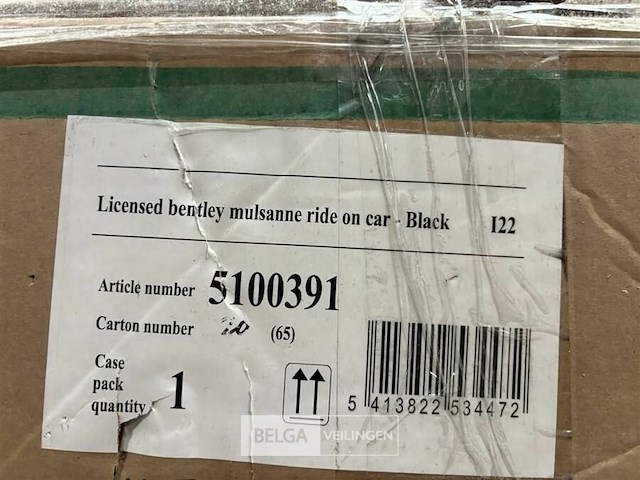 Licensed bentley mulsanne ride on car - Black I22
Article number 5100391
Carton number 20 (65)
Case
pack
quantity 1
5 413822 534472
BELGA VEILINGEN